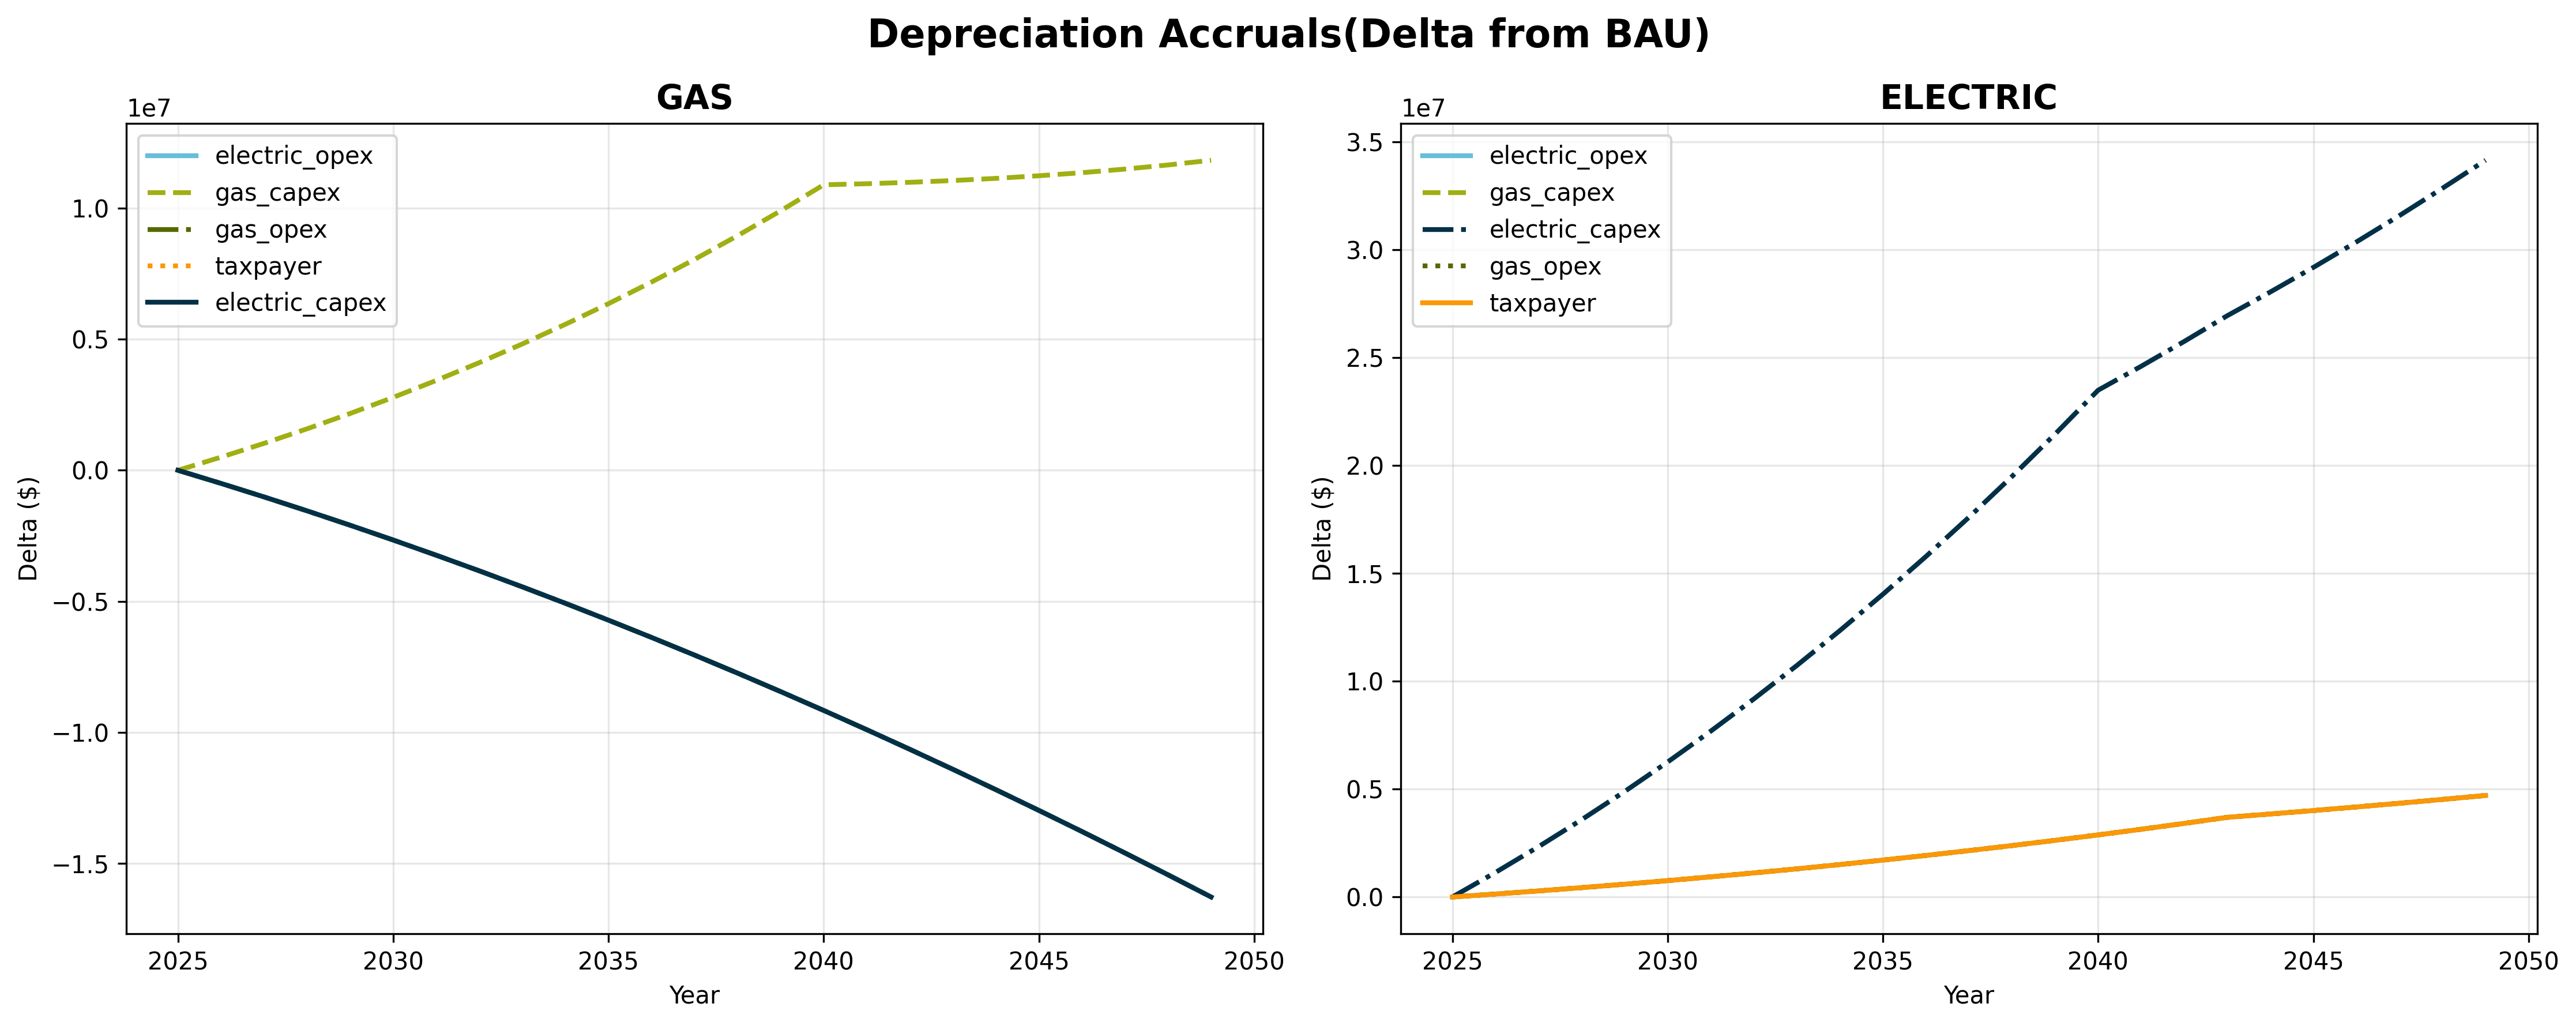 Depreciation Accruals(Delta from BAU)
GAS
1e7
electric_opex
gas_capex
gas_opex
taxpayer
electric_capex
1.0
0.5
0.0
−0.5
−1.0
−1.5
Delta ($)
2025 2030 2035 2040 2045 2050
Year
ELECTRIC
1e7
electric_opex
gas_capex
electric_capex
gas_opex
taxpayer
3.5
3.0
2.5
2.0
1.5
1.0
0.5
0.0
Delta ($)
2025 2030 2035 2040 2045 2050
Year